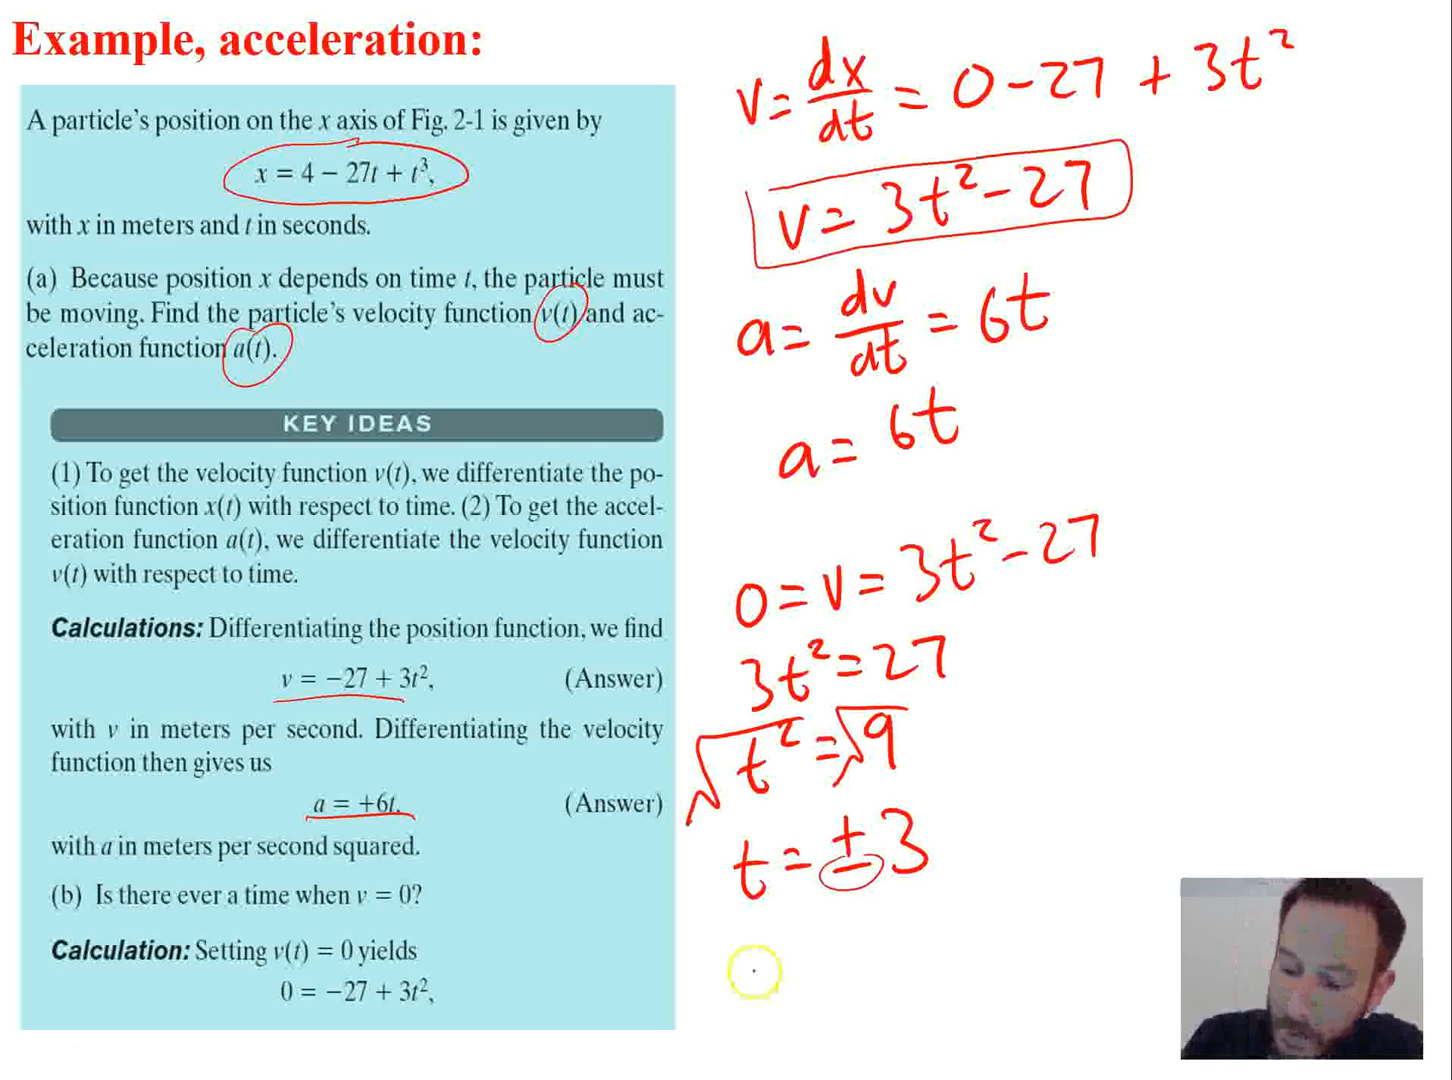 Example, acceleration:
A particle's position on the x axis of Fig. 2-1 is given by
x = 4 − 27t + t³,
with x in meters and t in seconds.
(a) Because position x depends on time t, the particle must
be moving. Find the particle's velocity function v(t) and ac-
celeration function a(t).
KEY IDEAS
(1) To get the velocity function v(t), we differentiate the po-
sition function x(t) with respect to time. (2) To get the accel-
eration function a(t), we differentiate the velocity function
v(t) with respect to time.
Calculations: Differentiating the position function, we find
v = −27 + 3t², (Answer)
with v in meters per second. Differentiating the velocity
function then gives us
a = +6t, (Answer)
with a in meters per second squared.
(b) Is there ever a time when v = 0?
Calculation: Setting v(t) = 0 yields
0 = −27 + 3t²,
v = dx/dt = 0 − 27 + 3t²
v = 3t² − 27
a = dv/dt = 6t
a = 6t
0 = v = 3t² − 27
3t² = 27
√t² = √9
t = ±3